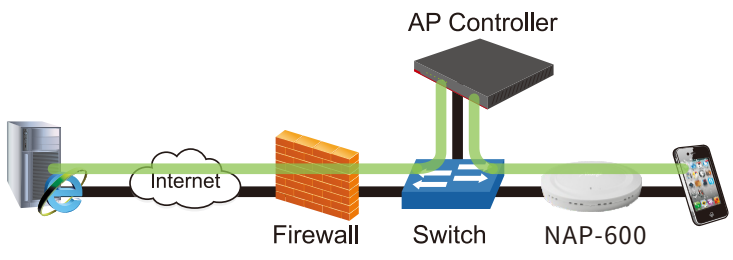 AP Controller
Internet
Firewall
Switch
NAP-600